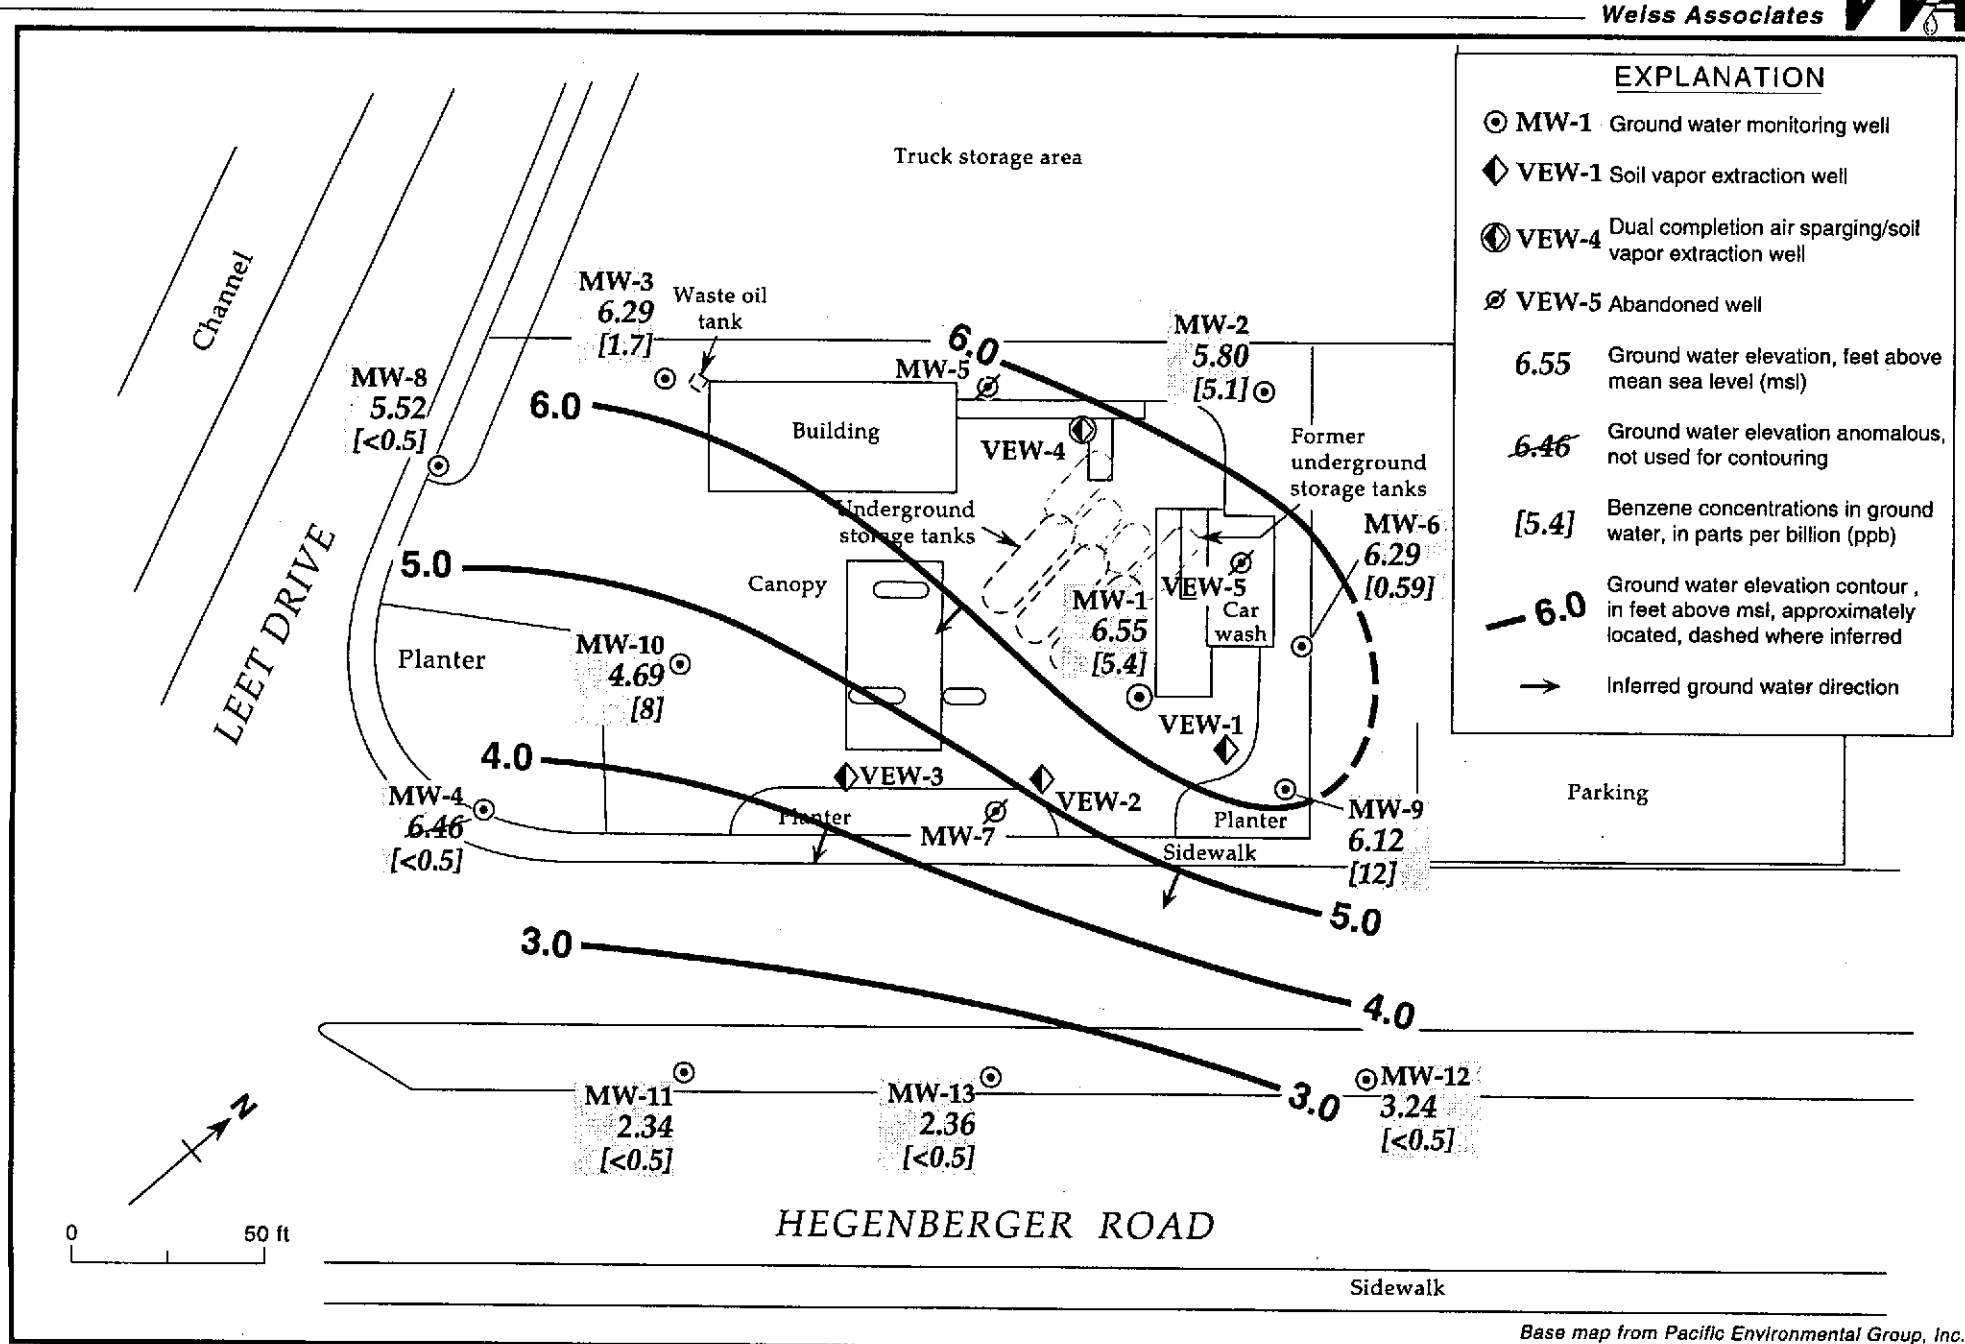 Weiss Associates
EXPLANATION
MW-1 Ground water monitoring well
VEW-1 Soil vapor extraction well
VEW-4 Dual completion air sparging/soil
vapor extraction well
VEW-5 Abandoned well
6.55 Ground water elevation, feet above
mean sea level (msl)
6.46 Ground water elevation anomalous,
not used for contouring
[5.4] Benzene concentrations in ground
water, in parts per billion (ppb)
6.0 Ground water elevation contour,
in feet above msl, approximately
located, dashed where inferred
Inferred ground water direction
Truck storage area
Channel
MW-3
6.29
[1.7]
Waste oil
tank
6.0
MW-5
MW-2
5.80
[5.1]
MW-8
5.52
[<0.5]
6.0
Building
VEW-4
Former
underground
storage tanks
Underground
storage tanks
MW-6
6.29
[0.59]
5.0
Canopy
VEW-5
MW-1
6.55
[5.4]
Car
wash
LEET DRIVE
Planter
MW-10
4.69
[8]
VEW-1
4.0
VEW-3
VEW-2
Parking
MW-4
6.46
[<0.5]
Planter
MW-7
Planter
MW-9
6.12
[12]
Sidewalk
5.0
3.0
4.0
MW-11
2.34
[<0.5]
MW-13
2.36
[<0.5]
3.0
MW-12
3.24
[<0.5]
N
0 50 ft
HEGENBERGER ROAD
Sidewalk
Base map from Pacific Environmental Group, Inc.